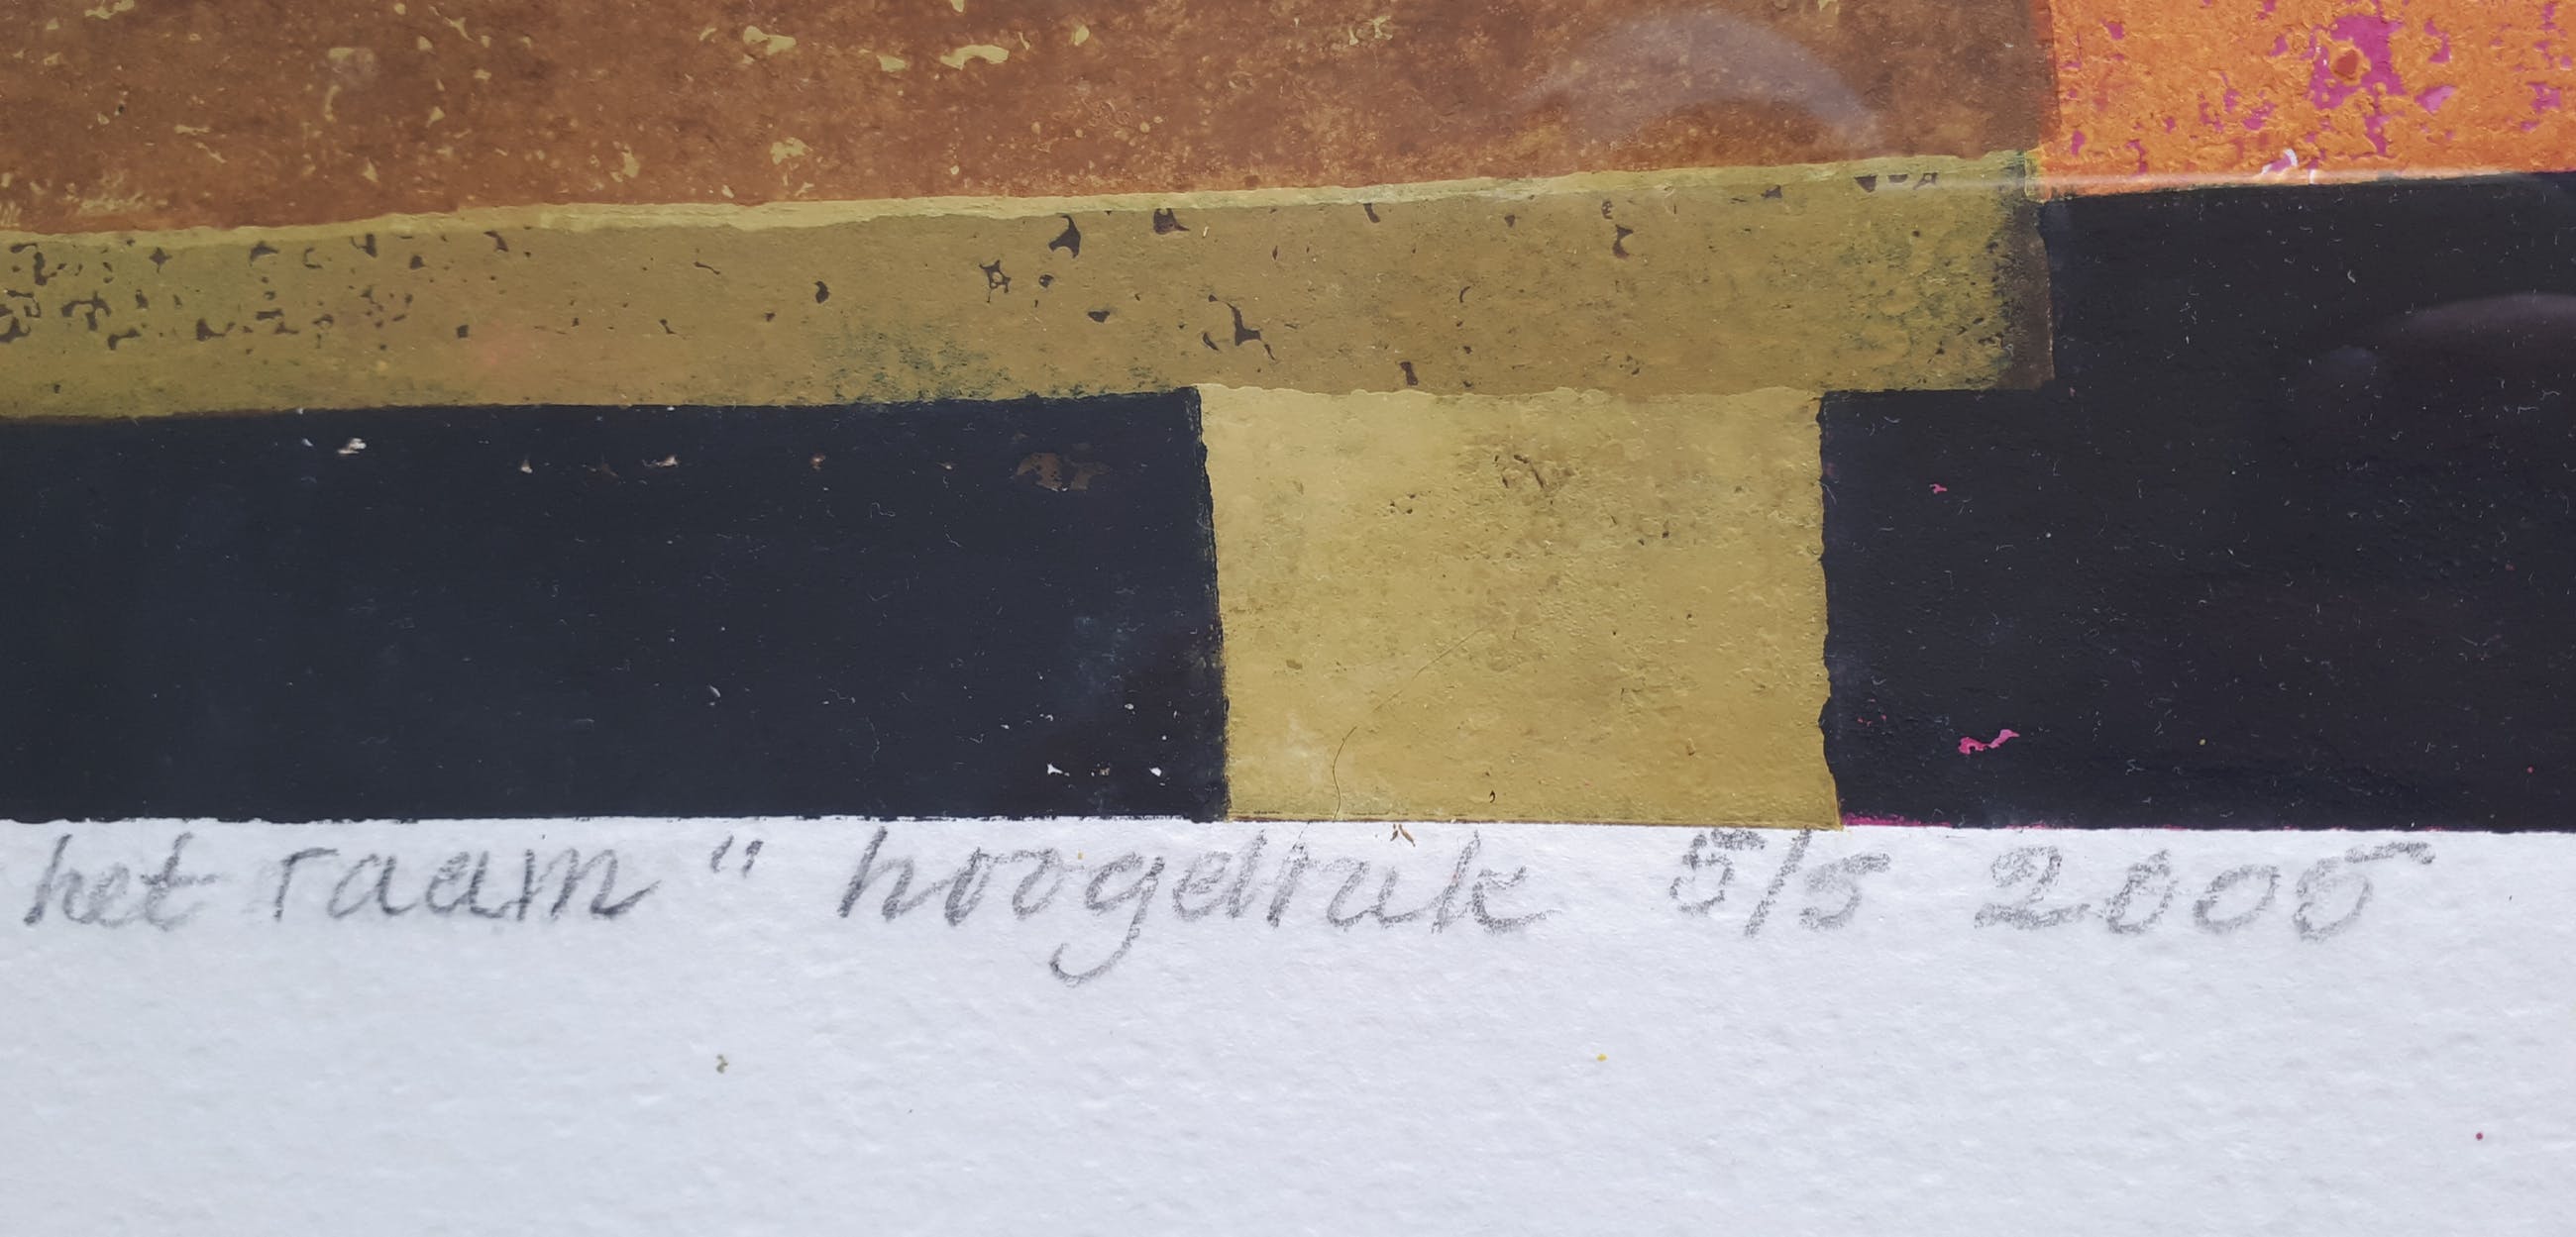 het raam" hoogdruk 5/5 2005